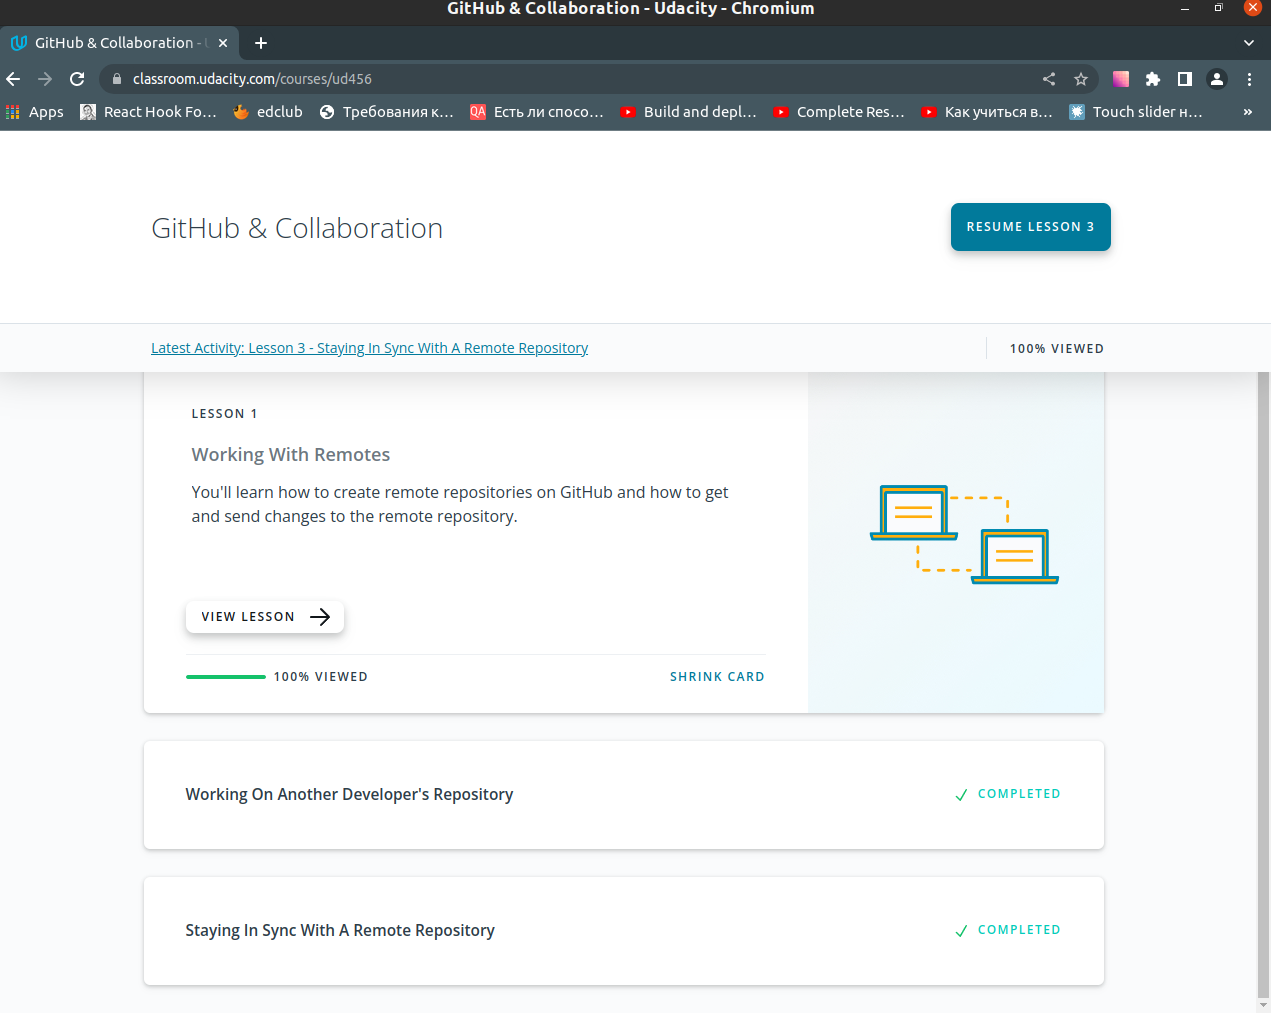 GitHub & Collaboration - Udacity - Chromium
GitHub & Collaboration -
classroom.udacity.com/courses/ud456
Apps
React Hook Fo...
edclub
Требования к...
QA
Есть ли спосо...
Build and depl...
Complete Res...
Как учиться в...
Touch slider н...
»
GitHub & Collaboration
RESUME LESSON 3
Latest Activity: Lesson 3 - Staying In Sync With A Remote Repository
100% VIEWED
LESSON 1
Working With Remotes
You'll learn how to create remote repositories on GitHub and how to get
and send changes to the remote repository.
VIEW LESSON
100% VIEWED
SHRINK CARD
Working On Another Developer's Repository
COMPLETED
Staying In Sync With A Remote Repository
COMPLETED